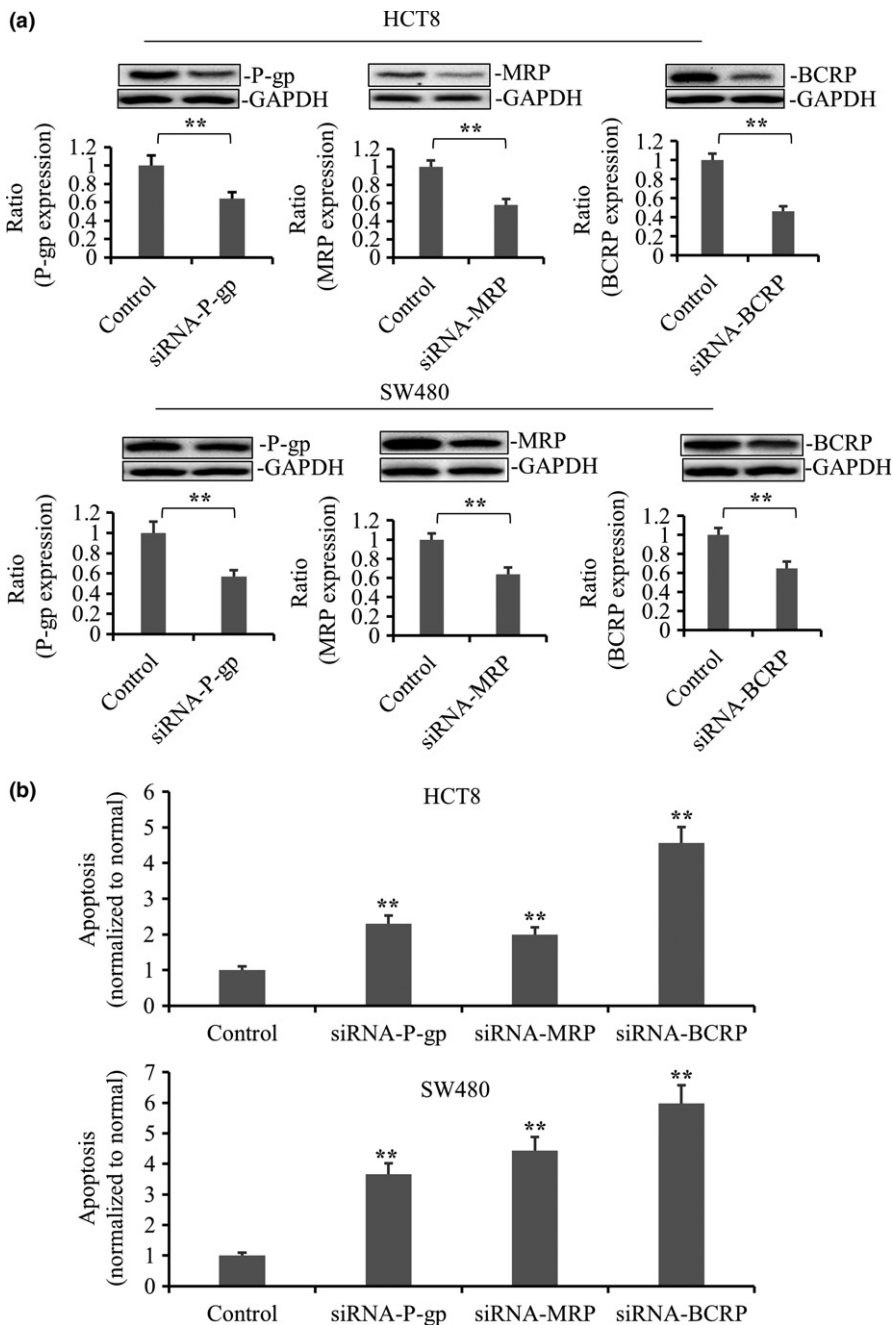 (a)
HCT8
-P-gp
-GAPDH
-MRP
-GAPDH
-BCRP
-GAPDH
Ratio
(P-gp expression)
1.2
1
0.8
0.6
0.4
0.2
0
**
Control
siRNA-P-gp
Ratio
(MRP expression)
1.2
1
0.8
0.6
0.4
0.2
0
**
Control
siRNA-MRP
Ratio
(BCRP expression)
1.2
1
0.8
0.6
0.4
0.2
0
**
Control
siRNA-BCRP
SW480
-P-gp
-GAPDH
-MRP
-GAPDH
-BCRP
-GAPDH
Ratio
(P-gp expression)
1.2
1
0.8
0.6
0.4
0.2
0
**
Control
siRNA-P-gp
Ratio
(MRP expression)
1.2
1
0.8
0.6
0.4
0.2
0
**
Control
siRNA-MRP
Ratio
(BCRP expression)
1.2
1
0.8
0.6
0.4
0.2
0
**
Control
siRNA-BCRP
(b)
HCT8
Apoptosis
(normalized to normal)
6
5
4
3
2
1
0
**
**
**
Control siRNA-P-gp siRNA-MRP siRNA-BCRP
SW480
Apoptosis
(normalized to normal)
7
6
5
4
3
2
1
0
**
**
**
Control siRNA-P-gp siRNA-MRP siRNA-BCRP